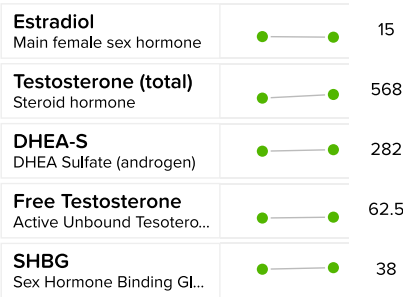 Estradiol
Main female sex hormone
15
Testosterone (total)
Steroid hormone
568
DHEA-S
DHEA Sulfate (androgen)
282
Free Testosterone
Active Unbound Tesotero...
62.5
SHBG
Sex Hormone Binding Gl...
38